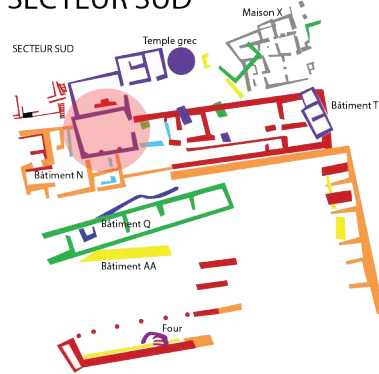 SECTEUR SUD
Maison X
Temple grec
SECTEUR SUD
Bâtiment T
Bâtiment N
Bâtiment Q
Bâtiment AA
Four